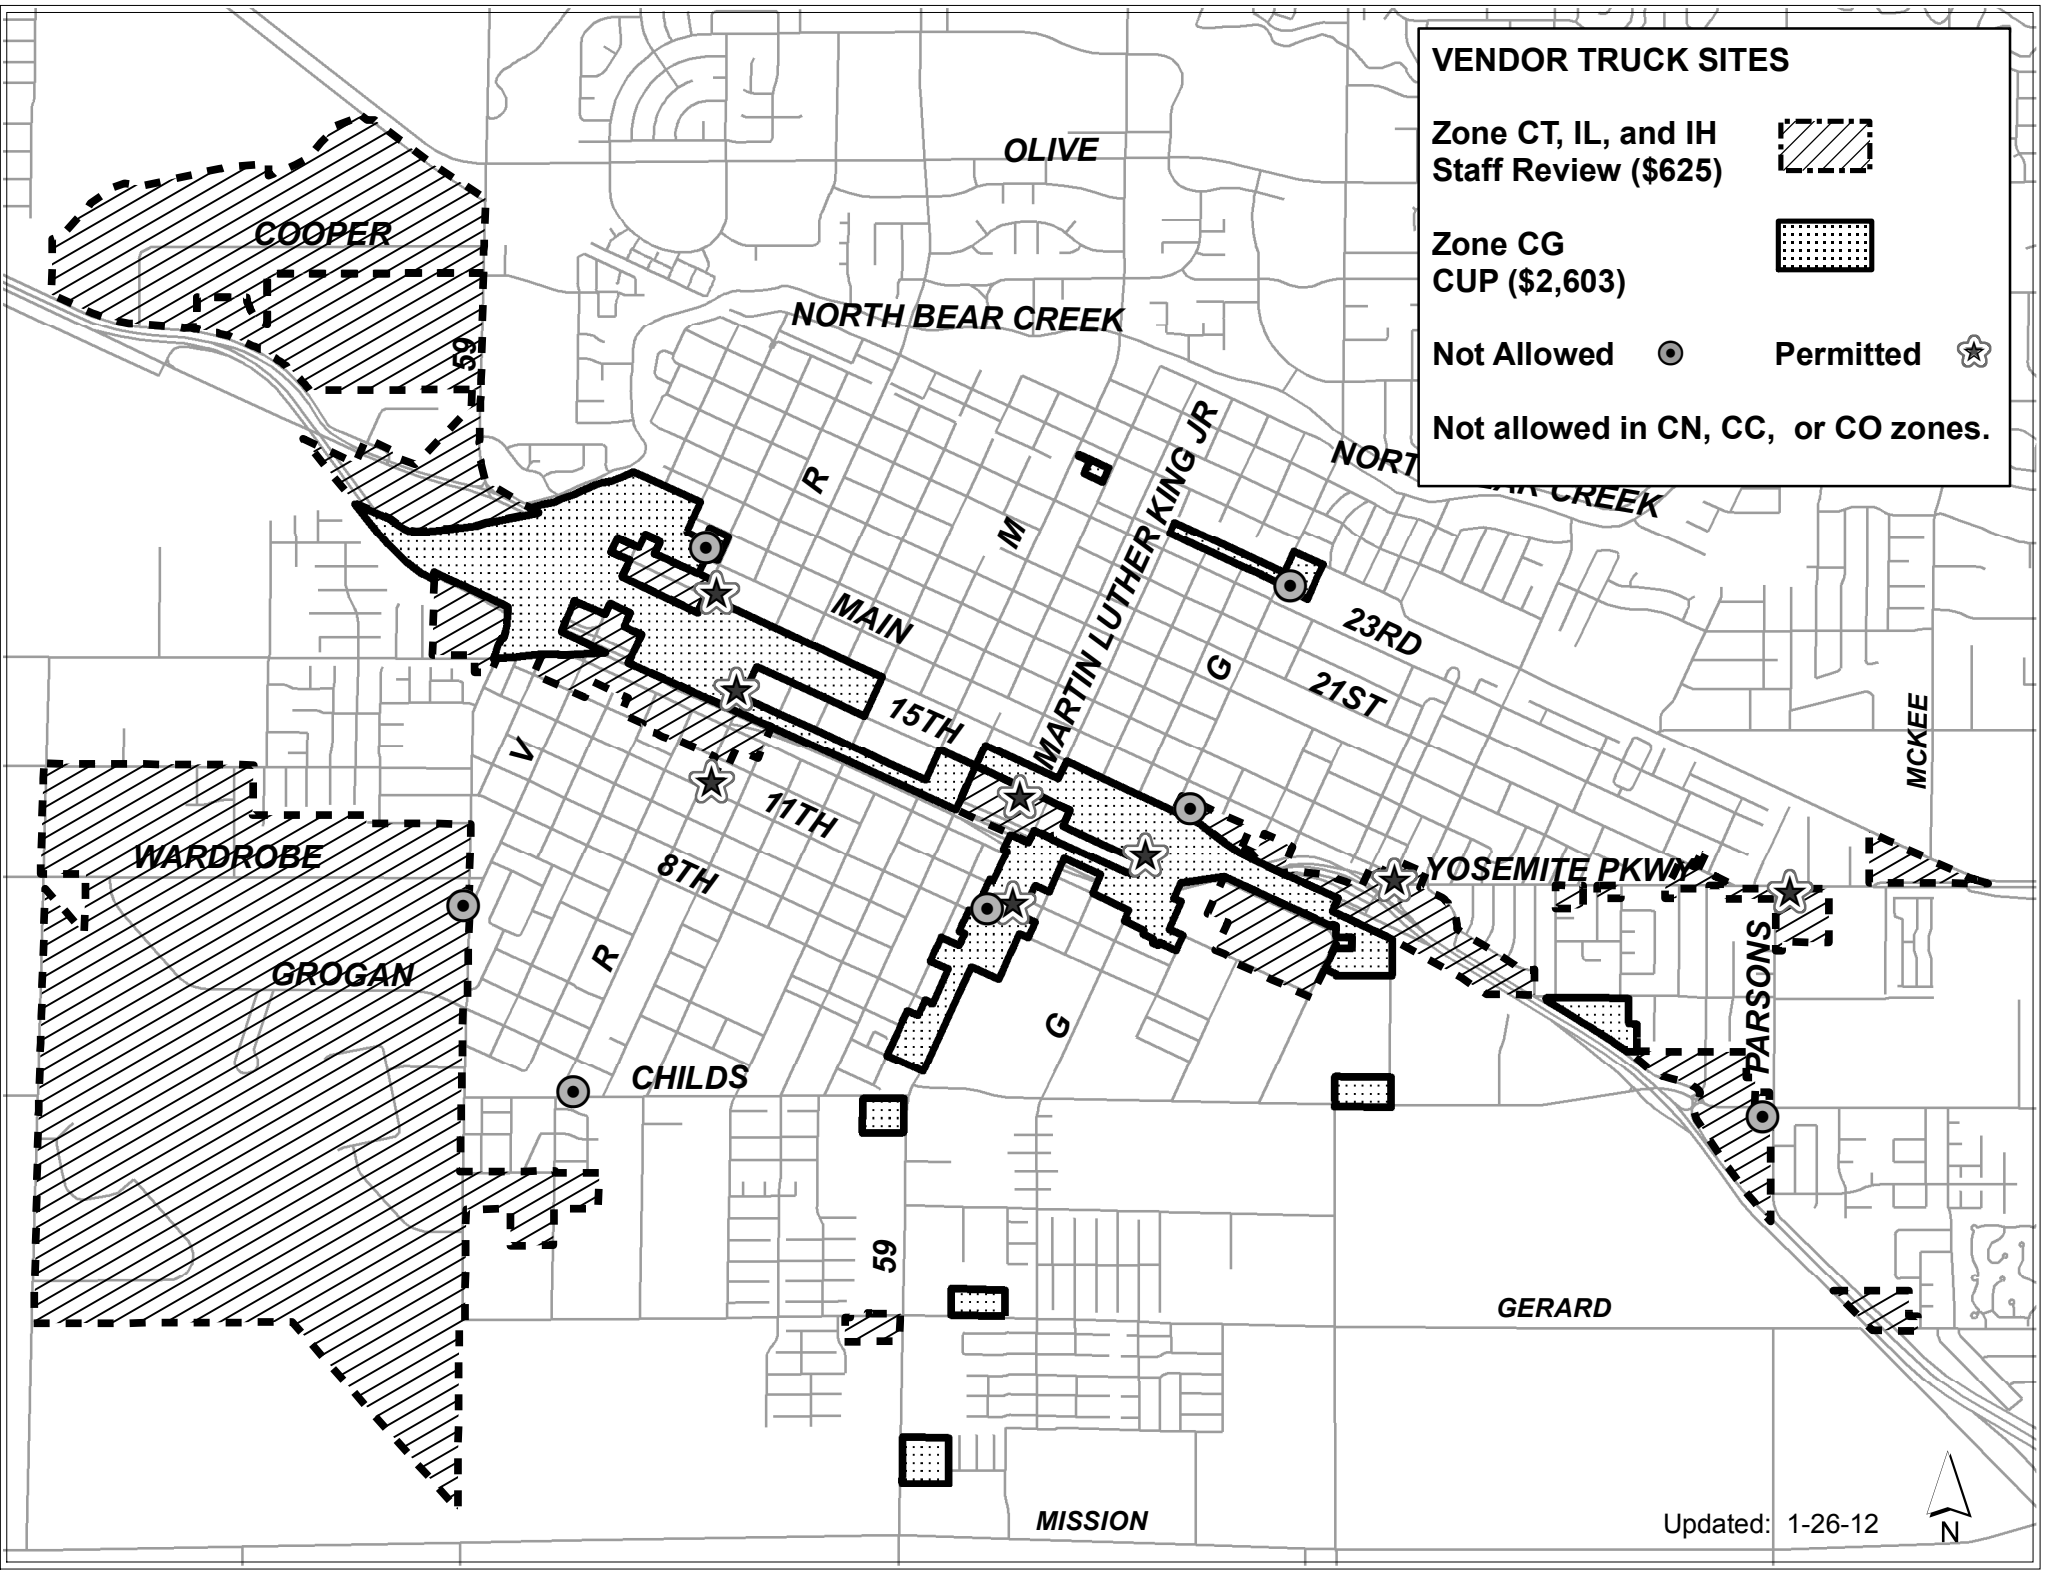 VENDOR TRUCK SITES
Zone CT, IL, and IH
Staff Review ($625)
Zone CG
CUP ($2,603)
Not Allowed
Permitted
Not allowed in CN, CC, or CO zones.
OLIVE
COOPER
NORTH BEAR CREEK
59
R
M
MARTIN LUTHER KING JR
NORT
EAR CREEK
MAIN
23RD
G
21ST
15TH
MCKEE
V
11TH
WARDROBE
8TH
YOSEMITE PKWY
R
GROGAN
PARSONS
G
CHILDS
59
GERARD
MISSION
Updated: 1-26-12
N